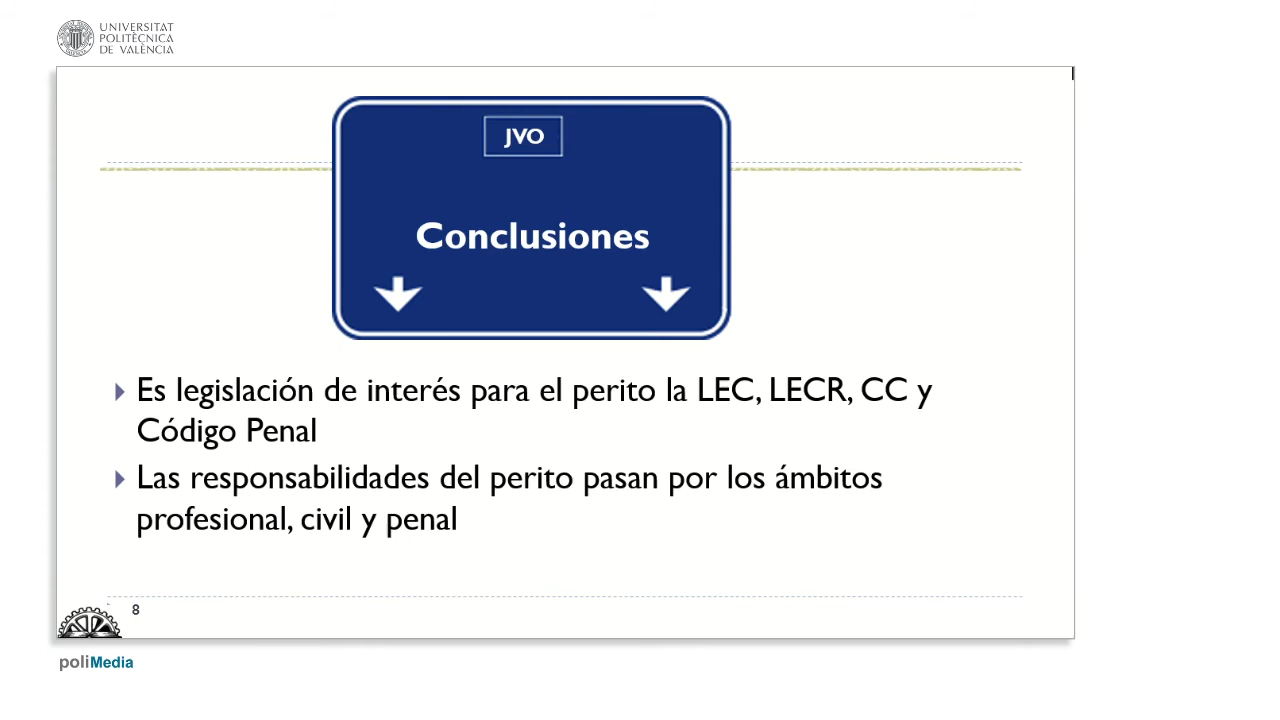 UNIVERSITAT
POLITÈCNICA
DE VALÈNCIA
JVO
Conclusiones
Es legislación de interés para el perito la LEC, LECR, CC y
Código Penal
Las responsabilidades del perito pasan por los ámbitos
profesional, civil y penal
8
poliMedia